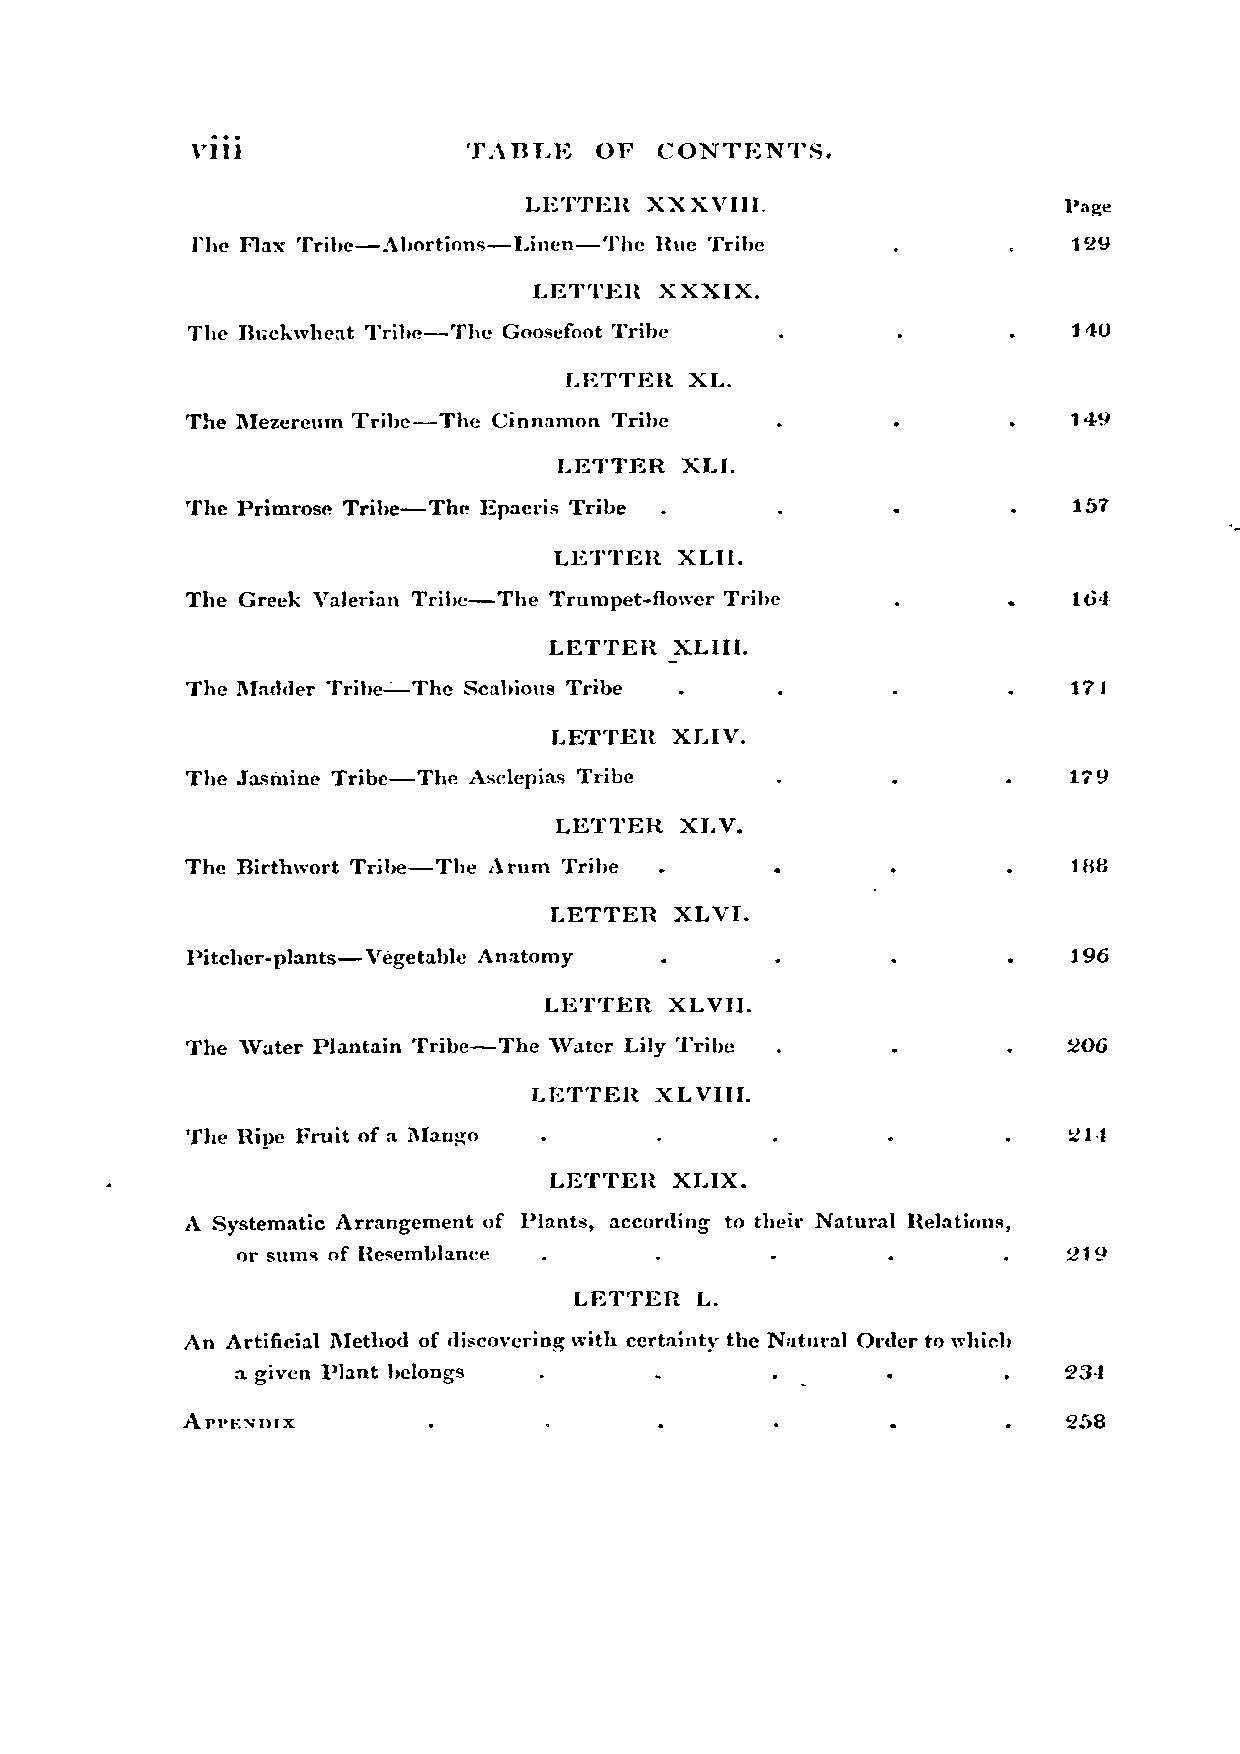 viii TABLE OF CONTENTS.
LETTER XXXVIII. Page
The Flax Tribe—Abortions—Linen—The Rue Tribe . . 129
LETTER XXXIX.
The Buckwheat Tribe—The Goosefoot Tribe . . . 140
LETTER XL.
The Mezereum Tribe—The Cinnamon Tribe . . . 149
LETTER XLI.
The Primrose Tribe—The Epacris Tribe . . . . 157
LETTER XLII.
The Greek Valerian Tribe—The Trumpet-flower Tribe . . 164
LETTER XLIII.
The Madder Tribe—The Scabious Tribe . . . . 171
LETTER XLIV.
The Jasmine Tribe—The Asclepias Tribe . . . 179
LETTER XLV.
The Birthwort Tribe—The Arum Tribe . . . . 188
LETTER XLVI.
Pitcher-plants—Vegetable Anatomy . . . . 196
LETTER XLVII.
The Water Plantain Tribe—The Water Lily Tribe . . . 206
LETTER XLVIII.
The Ripe Fruit of a Mango . . . . . 214
LETTER XLIX.
A Systematic Arrangement of Plants, according to their Natural Relations,
or sums of Resemblance . . . . . 219
LETTER L.
An Artificial Method of discovering with certainty the Natural Order to which
a given Plant belongs . . . . . 234
APPENDIX . . . . . . 258